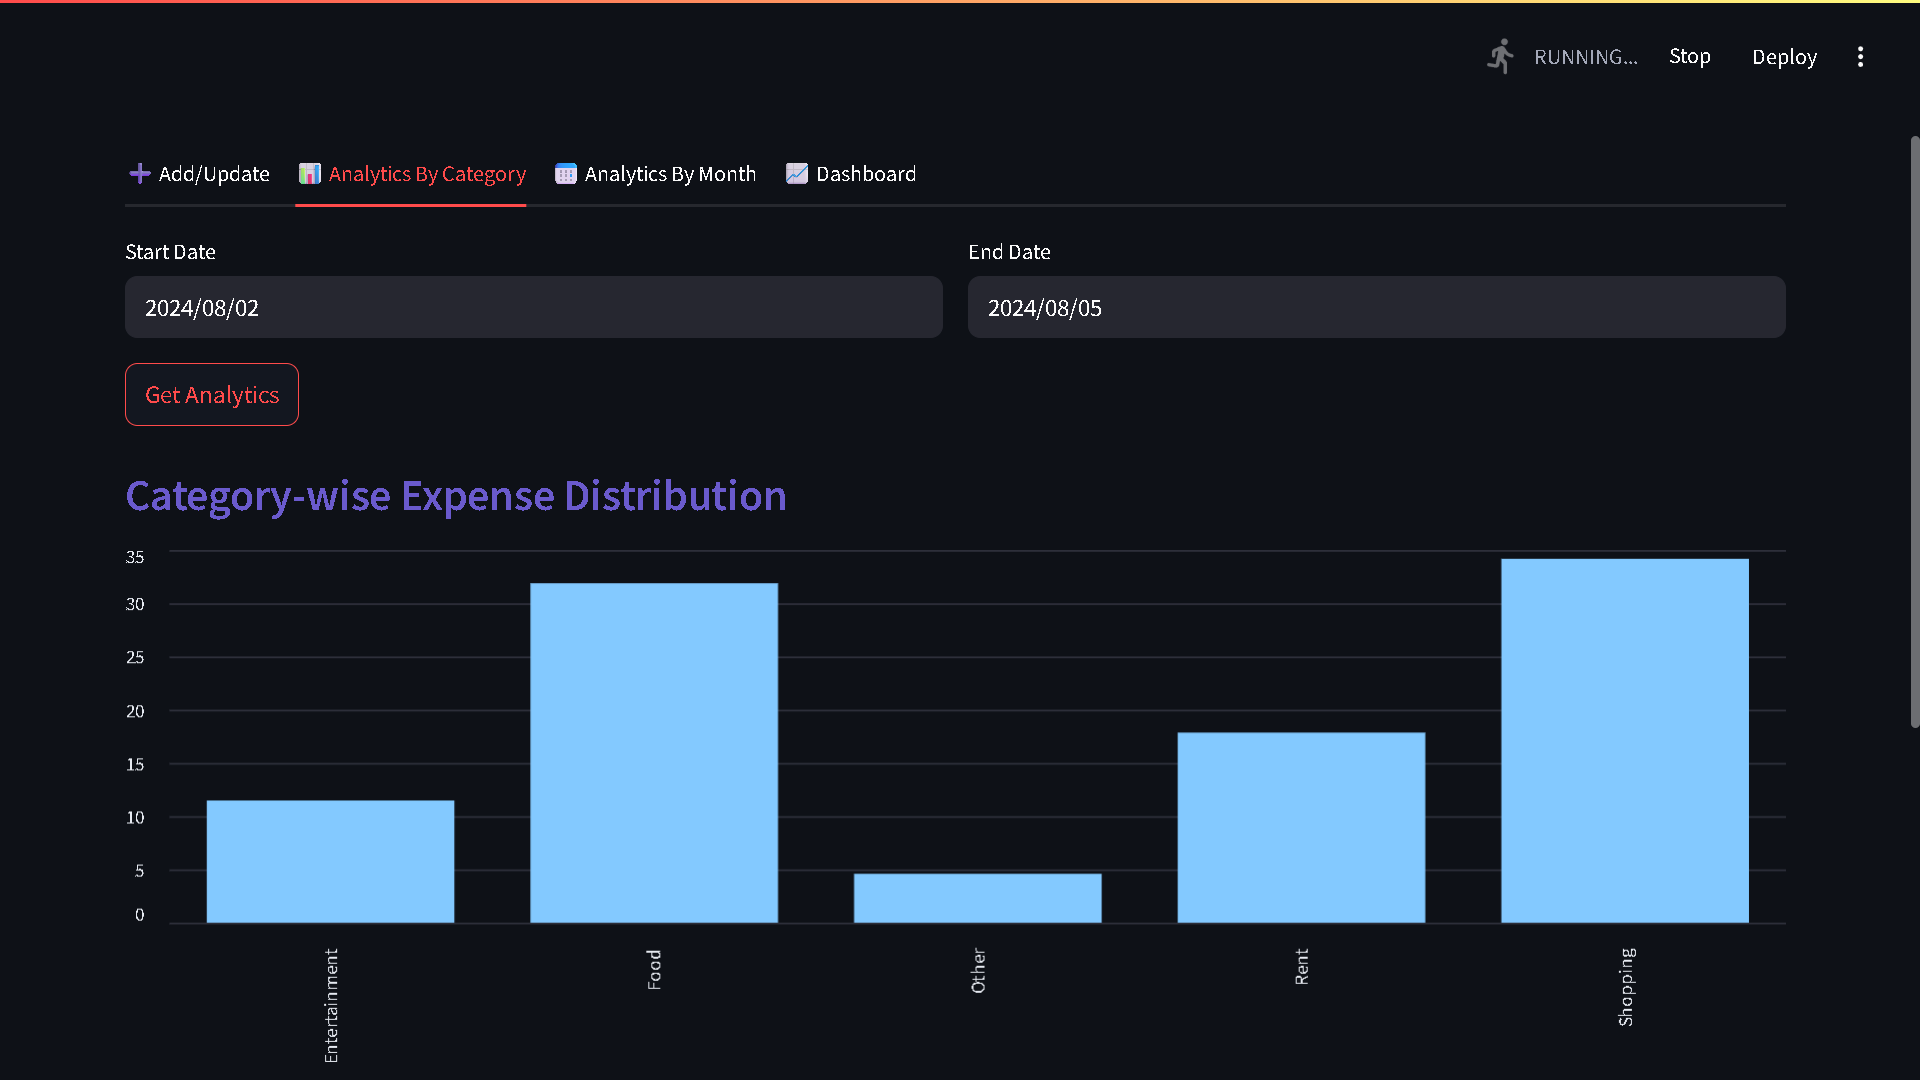 RUNNING... Stop Deploy
Add/Update Analytics By Category Analytics By Month Dashboard
Start Date End Date
2024/08/02 2024/08/05
Get Analytics
Category-wise Expense Distribution
35
30
25
20
15
10
5
0
Entertainment Food Other Rent Shopping